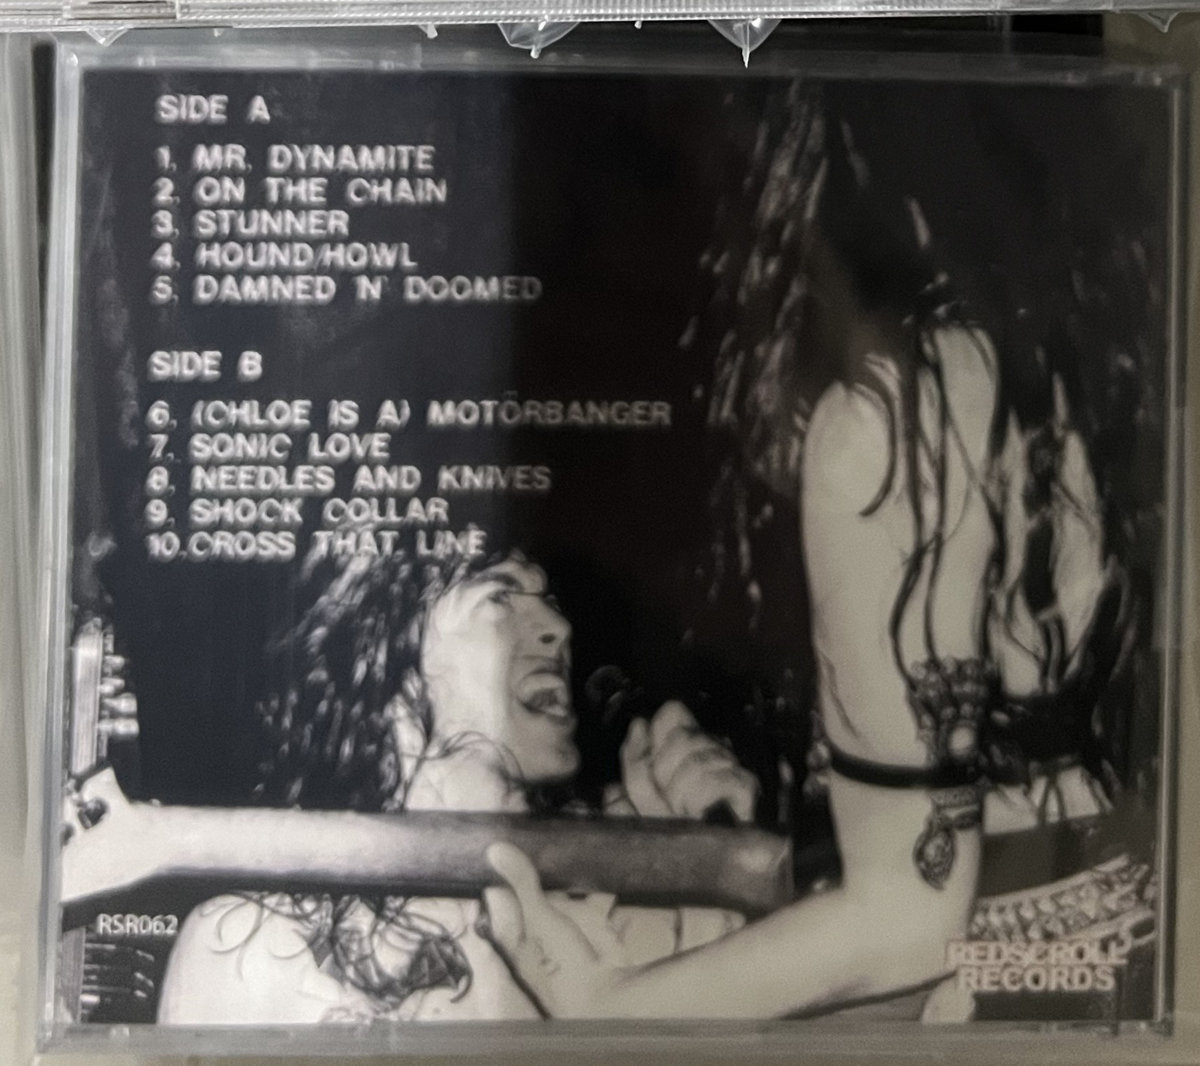 SIDE A
1. MR. DYNAMITE
2. ON THE CHAIN
3. STUNNER
4. HOUND/HOWL
5. DAMNED 'N' DOOMED
SIDE B
6. (CHLOE IS A) MOTÖRBANGER
7. SONIC LOVE
8. NEEDLES AND KNIVES
9. SHOCK COLLAR
10.CROSS THAT LINE
RSR062
REDSCROLL
RECORDS